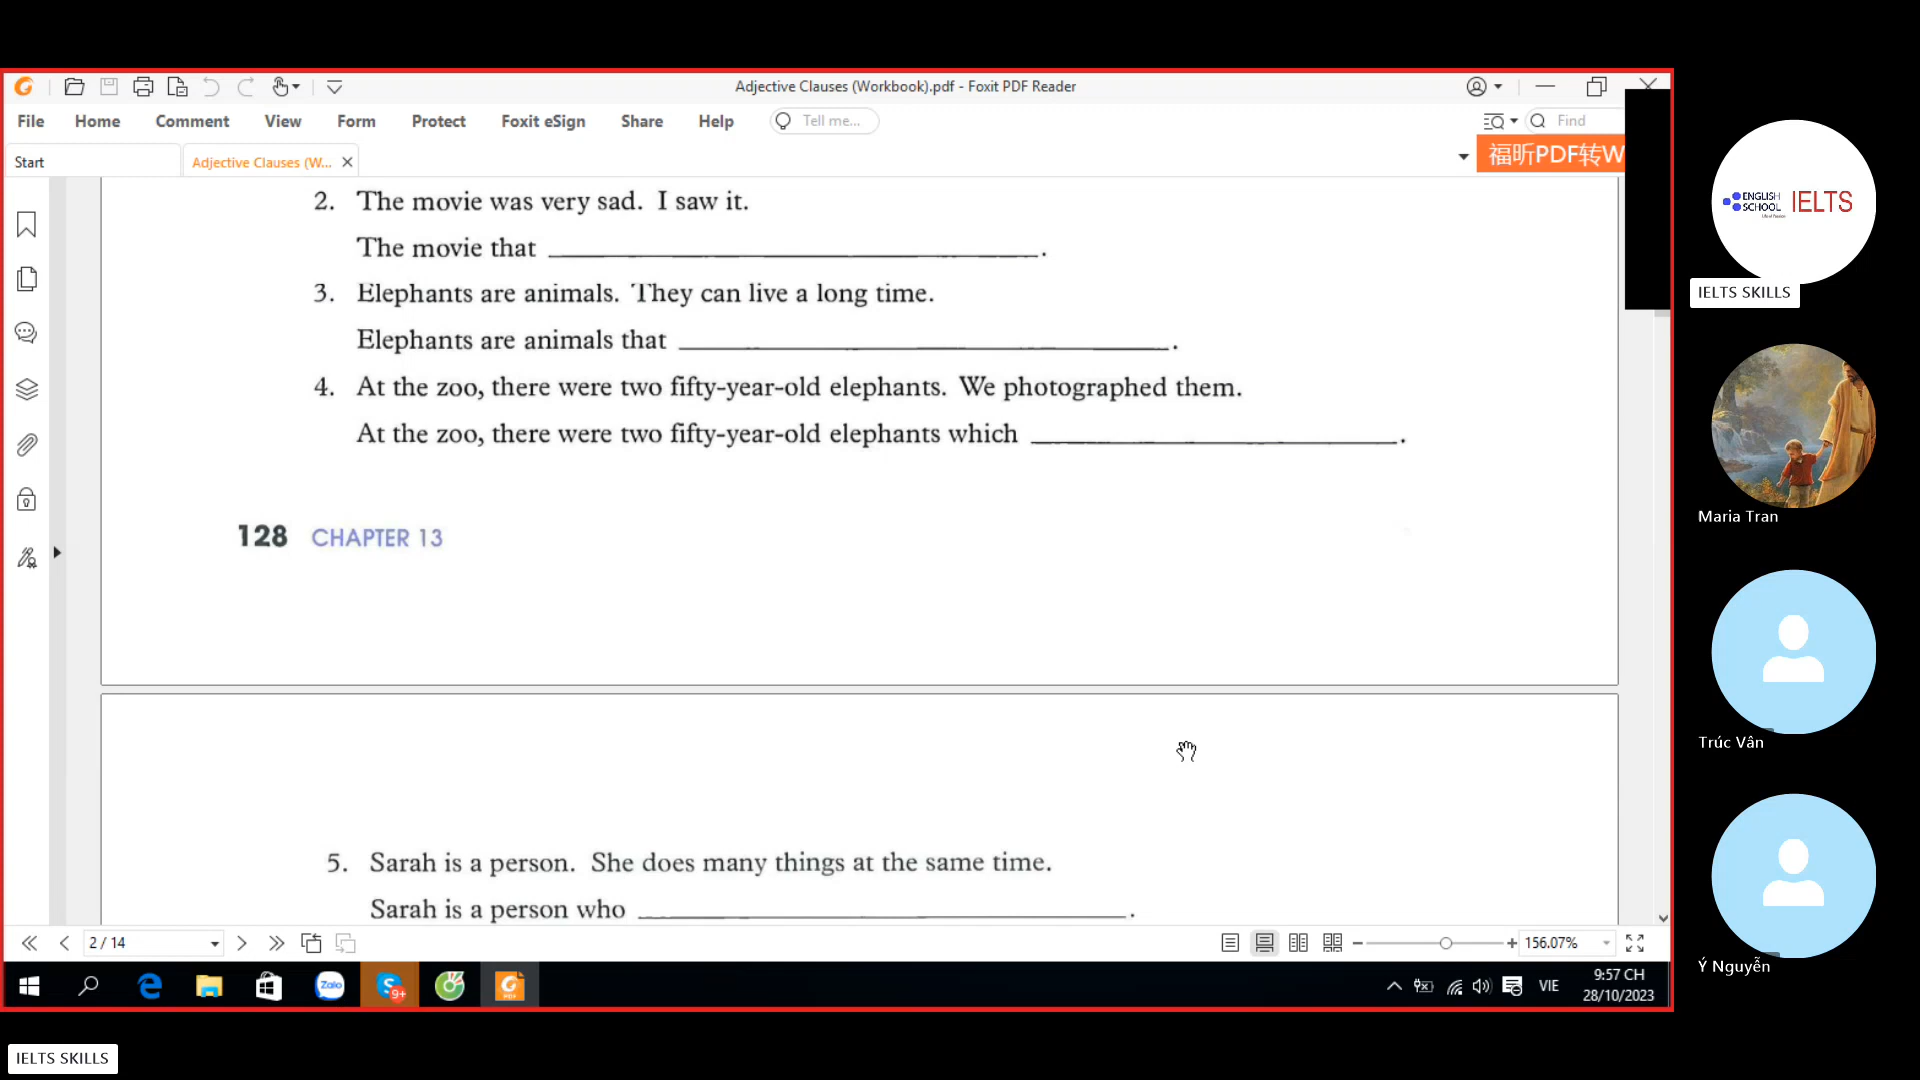 Adjective Clauses (Workbook).pdf - Foxit PDF Reader
File Home Comment View Form Protect Foxit eSign Share Help Tell me... Find
Start Adjective Clauses (W... 福昕PDF转W
2. The movie was very sad. I saw it.
The movie that ______.
3. Elephants are animals. They can live a long time.
Elephants are animals that ______.
4. At the zoo, there were two fifty-year-old elephants. We photographed them.
At the zoo, there were two fifty-year-old elephants which ______.
128 CHAPTER 13
5. Sarah is a person. She does many things at the same time.
Sarah is a person who ______.
2 / 14 156.07%
Zalo 9+ VIE 9:57 CH
28/10/2023
ENGLISH SCHOOL IELTS
IELTS SKILLS
Maria Tran
Trúc Vân
Ý Nguyễn
IELTS SKILLS